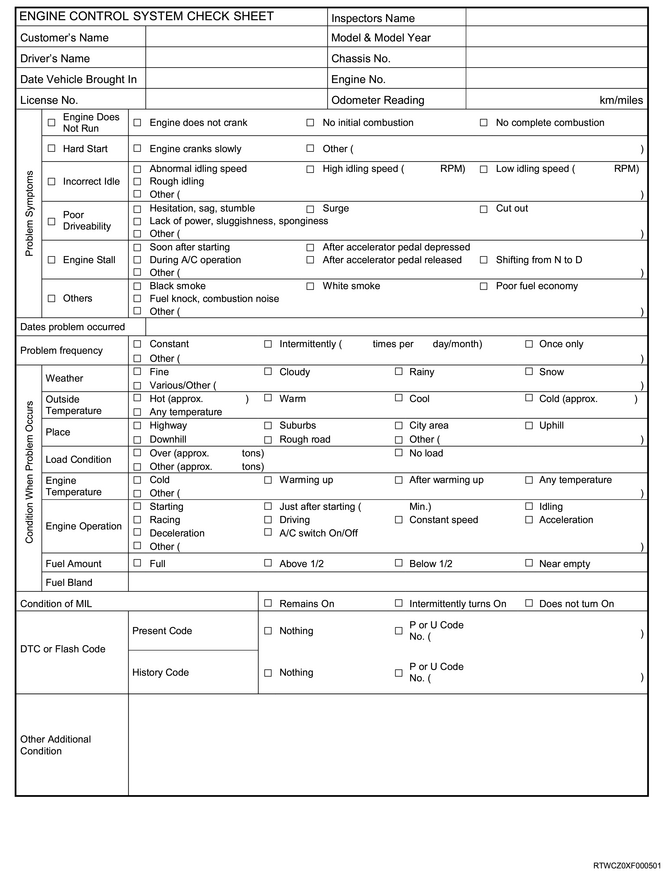 ENGINE CONTROL SYSTEM CHECK SHEET Inspectors Name
Customer's Name Model & Model Year
Driver's Name Chassis No.
Date Vehicle Brought In Engine No.
License No. Odometer Reading km/miles
Problem Symptoms
Engine Does Not Run ☐ Engine does not crank ☐ No initial combustion ☐ No complete combustion
☐ Hard Start ☐ Engine cranks slowly ☐ Other ( )
☐ Incorrect Idle ☐ Abnormal idling speed ☐ High idling speed ( RPM) ☐ Low idling speed ( RPM)
☐ Rough idling
☐ Other ( )
☐ Poor Driveability ☐ Hesitation, sag, stumble ☐ Surge ☐ Cut out
☐ Lack of power, sluggishness, sponginess
☐ Other ( )
☐ Engine Stall ☐ Soon after starting ☐ After accelerator pedal depressed
☐ During A/C operation ☐ After accelerator pedal released ☐ Shifting from N to D
☐ Other ( )
☐ Others ☐ Black smoke ☐ White smoke ☐ Poor fuel economy
☐ Fuel knock, combustion noise
☐ Other ( )
Dates problem occurred
Problem frequency ☐ Constant ☐ Intermittently ( times per day/month) ☐ Once only
☐ Other ( )
Condition When Problem Occurs
Weather ☐ Fine ☐ Cloudy ☐ Rainy ☐ Snow
☐ Various/Other ( )
Outside Temperature ☐ Hot (approx. ) ☐ Warm ☐ Cool ☐ Cold (approx. )
☐ Any temperature
Place ☐ Highway ☐ Suburbs ☐ City area ☐ Uphill
☐ Downhill ☐ Rough road ☐ Other ( )
Load Condition ☐ Over (approx. tons) ☐ No load
☐ Other (approx. tons)
Engine Temperature ☐ Cold ☐ Warming up ☐ After warming up ☐ Any temperature
☐ Other ( )
Engine Operation ☐ Starting ☐ Just after starting ( Min.) ☐ Idling
☐ Racing ☐ Driving ☐ Constant speed ☐ Acceleration
☐ Deceleration ☐ A/C switch On/Off
☐ Other ( )
Fuel Amount ☐ Full ☐ Above 1/2 ☐ Below 1/2 ☐ Near empty
Fuel Bland
Condition of MIL ☐ Remains On ☐ Intermittently turns On ☐ Does not turn On
DTC or Flash Code
Present Code ☐ Nothing ☐ P or U Code
No. ( )
History Code ☐ Nothing ☐ P or U Code
No. ( )
Other Additional
Condition
RTWCZ0XF000501